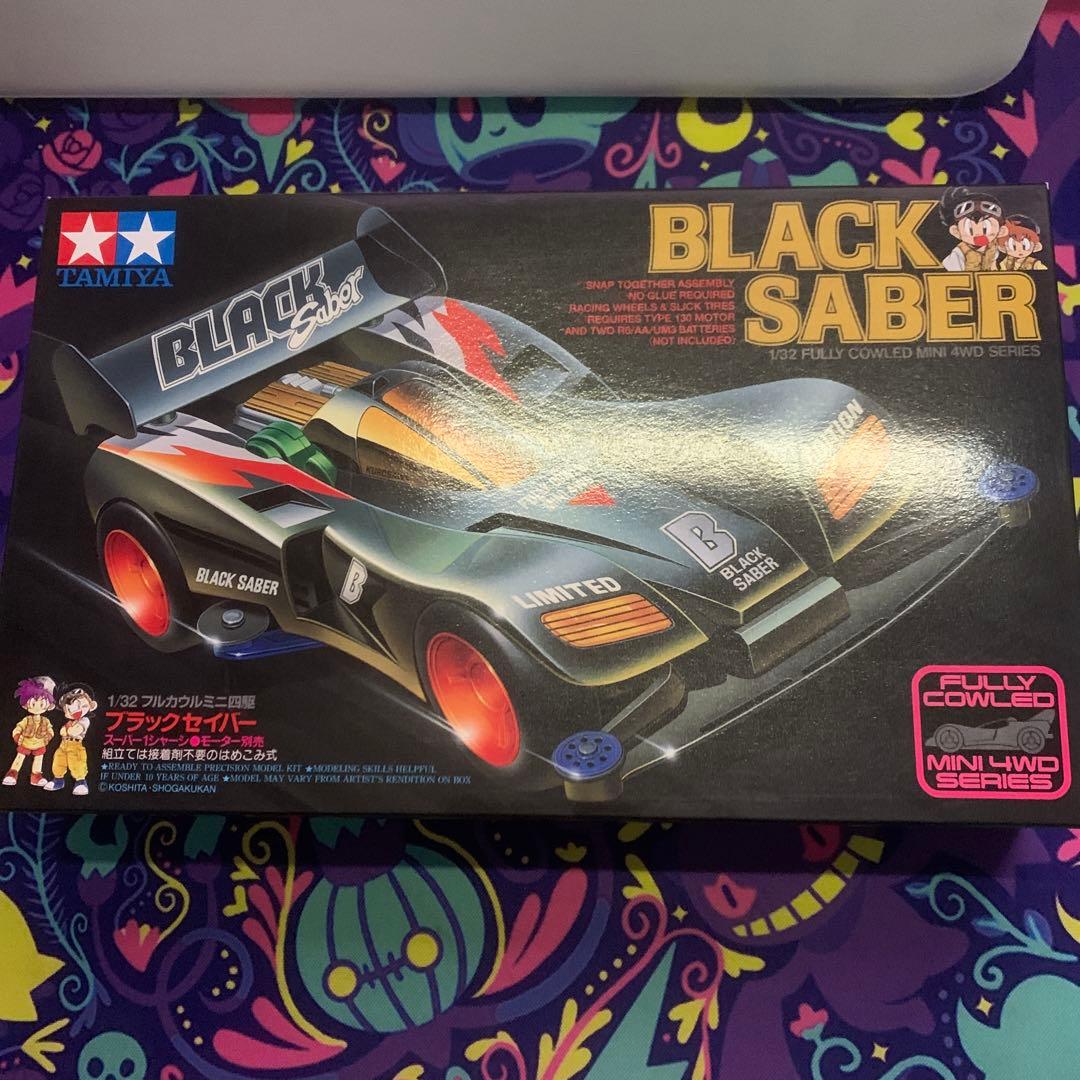 TAMIYA
BLACK
SABER
SNAP TOGETHER ASSEMBLY
NO GLUE REQUIRED
RACING WHEELS & SLICK TIRES
REQUIRES TYPE 130 MOTOR
AND TWO R6/AA/UM3 BATTERIES
(NOT INCLUDED)
1/32 FULLY COWLED MINI 4WD SERIES
BLACK
Saber
B
BLACK
SABER
LIMITED
BLACK SABER
B
1/32 フルカウルミニ四駆
ブラックセイバー
スーパー1シャーシ●モーター別売
組立ては接着剤不要のはめこみ式
★READY TO ASSEMBLE PRECISION MODEL KIT ★MODELING SKILLS HELPFUL
IF UNDER 10 YEARS OF AGE ★MODEL MAY VARY FROM ARTIST'S RENDITION ON BOX
©KOSHITA・SHOGAKUKAN
FULLY
COWLED
MINI 4WD
SERIES